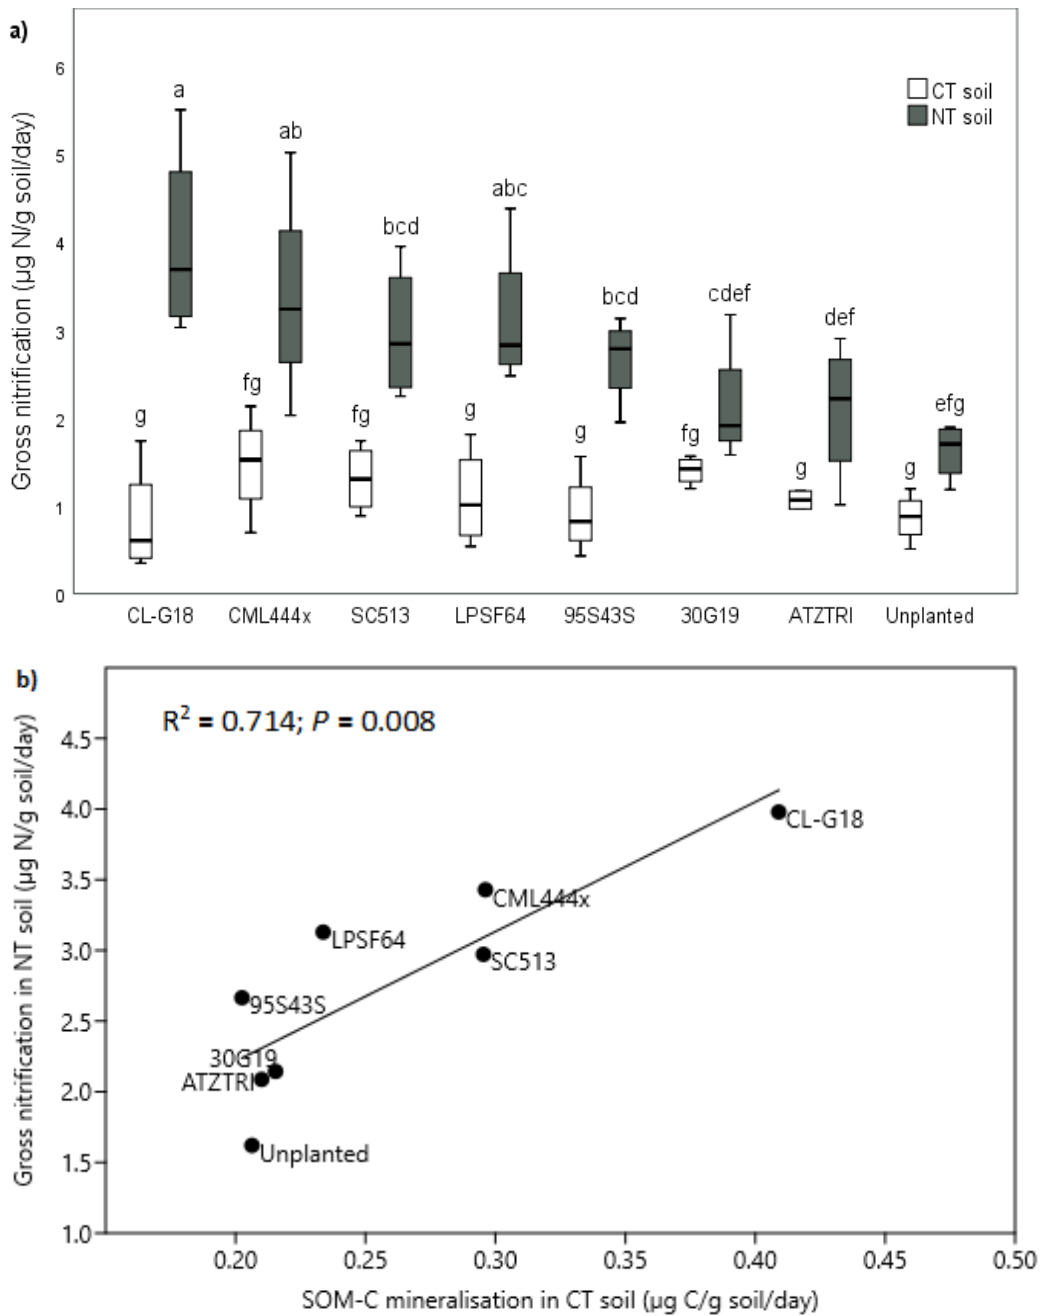 a)
Gross nitrification (µg N/g soil/day)
6
5
4
3
2
1
0
CT soil
NT soil
a
ab
bcd
abc
bcd
cdef
def
efg
g
fg
fg
g
g
fg
g
g
CL-G18 CML444x SC513 LPSF64 95S43S 30G19 ATZTRI Unplanted
b)
R² = 0.714; P = 0.008
Gross nitrification in NT soil (µg N/g soil/day)
4.5
4.0
3.5
3.0
2.5
2.0
1.5
1.0
CL-G18
CML444x
LPSF64
SC513
95S43S
30G19
ATZTRI
Unplanted
0.20 0.25 0.30 0.35 0.40 0.45 0.50
SOM-C mineralisation in CT soil (µg C/g soil/day)